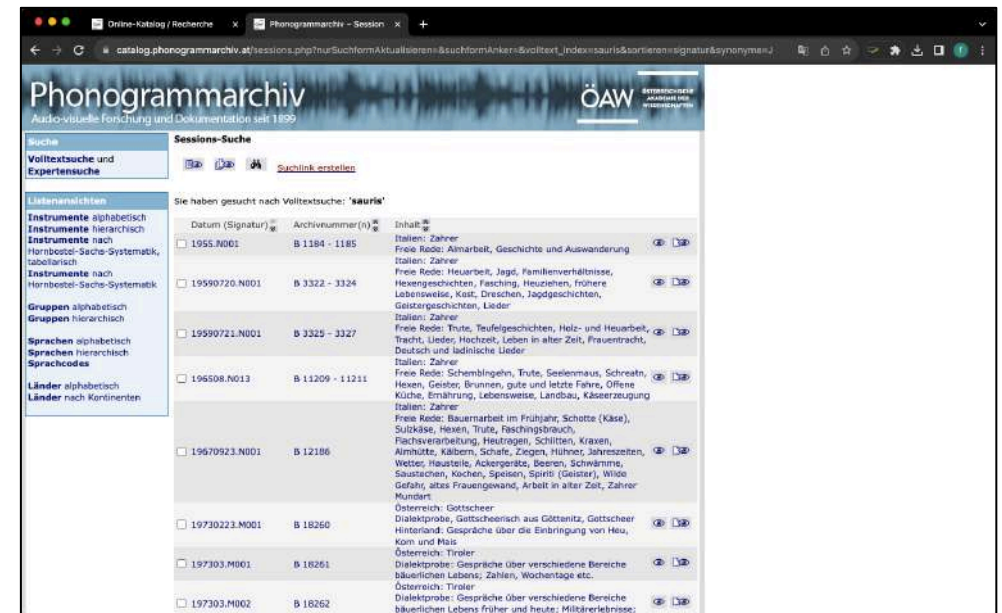 Online-Katalog / Recherche
Phonogrammarchiv – Session
catalog.phonogrammarchiv.at/sessions.php?nurSuchformAktualisieren=&suchformAnker=&volltext_index=sauris&sortieren=signatur&synonyme=J
Phonogrammarchiv
Audio-visuelle Forschung und Dokumentation seit 1899
ÖAW
ÖSTERREICHISCHE
AKADEMIE DER
WISSENSCHAFTEN
Suche
Volltextsuche und
Expertensuche
Listenansichten
Instrumente alphabetisch
Instrumente hierarchisch
Instrumente nach
Hornbostel-Sachs-Systematik,
tabellarisch
Instrumente nach
Hornbostel-Sachs-Systematik
Gruppen alphabetisch
Gruppen hierarchisch
Sprachen alphabetisch
Sprachen hierarchisch
Sprachcodes
Länder alphabetisch
Länder nach Kontinenten
Sessions-Suche
Suchlink erstellen
Sie haben gesucht nach Volltextsuche: 'sauris'
Datum (Signatur) Archivnummer(n) Inhalt
1955.N001 B 1184 - 1185
Italien: Zahrer
Freie Rede: Almarbeit, Geschichte und Auswanderung
19590720.N001 B 3322 - 3324
Italien: Zahrer
Freie Rede: Heuarbeit, Jagd, Familienverhältnisse,
Hexengeschichten, Fasching, Heuziehen, frühere
Lebensweise, Kost, Dreschen, Jagdgeschichten,
Geistergeschichten, Lieder
19590721.N001 B 3325 - 3327
Italien: Zahrer
Freie Rede: Trute, Teufelgeschichten, Holz- und Heuarbeit,
Tracht, Lieder, Hochzeit, Leben in alter Zeit, Frauentracht,
Deutsch und ladinische Lieder
196508.N013 B 11209 - 11211
Italien: Zahrer
Freie Rede: Schembingehn, Trute, Seelenmaus, Schreatn,
Hexen, Geister, Brunnen, gute und letzte Fahre, Offene
Küche, Ernährung, Lebensweise, Landbau, Käseerzeugung
19670923.N001 B 12186
Italien: Zahrer
Freie Rede: Bauernarbeit im Frühjahr, Schotte (Käse),
Sulzkäse, Hexen, Trute, Faschingsbrauch,
Flachsverarbeitung, Heutragen, Schlitten, Kraxen,
Almhütte, Kälbern, Schafe, Ziegen, Hühner, Jahreszeiten,
Wetter, Hausteile, Ackergeräte, Beeren, Schwämme,
Saustechen, Kochen, Speisen, Spiriti (Geister), Wilde
Gefahr, altes Frauengewand, Arbeit in alter Zeit, Zahrer
Mundart
19730223.M001 B 18260
Österreich: Gottscheer
Dialektprobe, Gottscheerisch aus Göttenitz, Gottscheer
Hinterland: Gespräche über die Einbringung von Heu,
Korn und Mais
197303.M001 B 18261
Österreich: Tiroler
Dialektprobe: Gespräche über verschiedene Bereiche
bäuerlichen Lebens; Zahlen, Wochentage etc.
197303.M002 B 18262
Österreich: Tiroler
Dialektprobe: Gespräche über verschiedene Bereiche
bäuerlichen Lebens früher und heute; Militärerlebnisse;